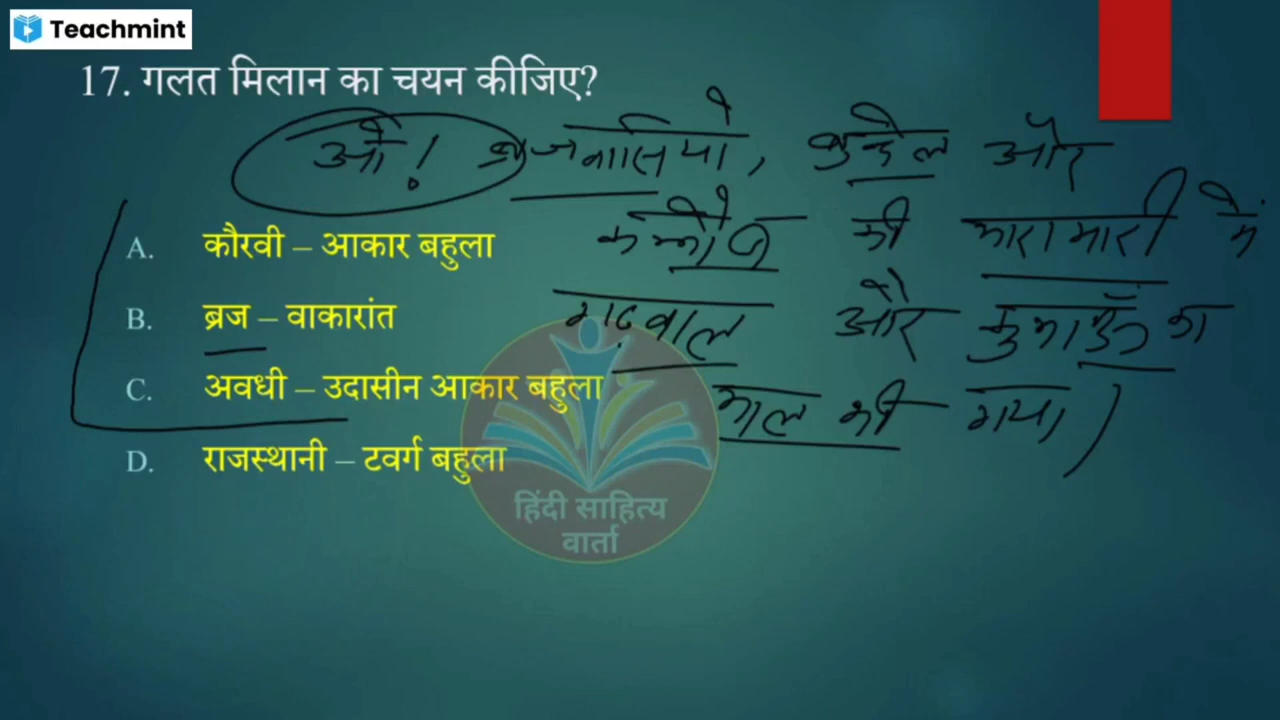 Teachmint
17. गलत मिलान का चयन कीजिए?
ओ! ब्रजवासियो, बुन्देल और
कन्नौज की मारामारी में
गढ़वाल और कुमाऊँ का
माल भी गया।
A. कौरवी – आकार बहुला
B. ब्रज – वाकारांत
C. अवधी – उदासीन आकार बहुला
D. राजस्थानी – टवर्ग बहुला
हिंदी साहित्य
वार्ता